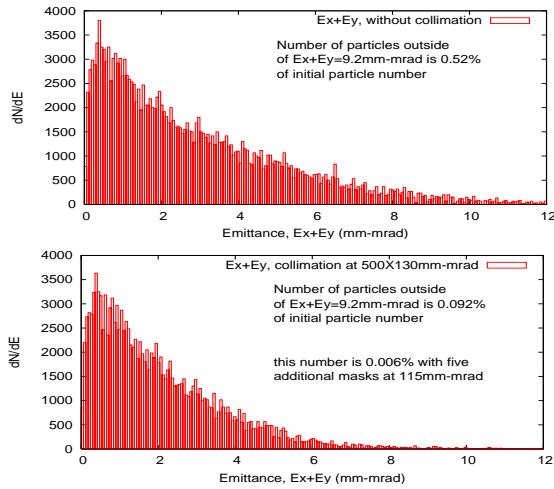 Ex+Ey, without collimation
Number of particles outside
of Ex+Ey=9.2mm-mrad is 0.52%
of initial particle number
dN/dE
4000
3500
3000
2500
2000
1500
1000
500
0
0 2 4 6 8 10 12
Emittance, Ex+Ey (mm-mrad)
Ex+Ey, collimation at 500X130mm-mrad
Number of particles outside
of Ex+Ey=9.2mm-mrad is 0.092%
of initial particle number
this number is 0.006% with five
additional masks at 115mm-mrad
dN/dE
4000
3500
3000
2500
2000
1500
1000
500
0
0 2 4 6 8 10 12
Emittance, Ex+Ey (mm-mrad)